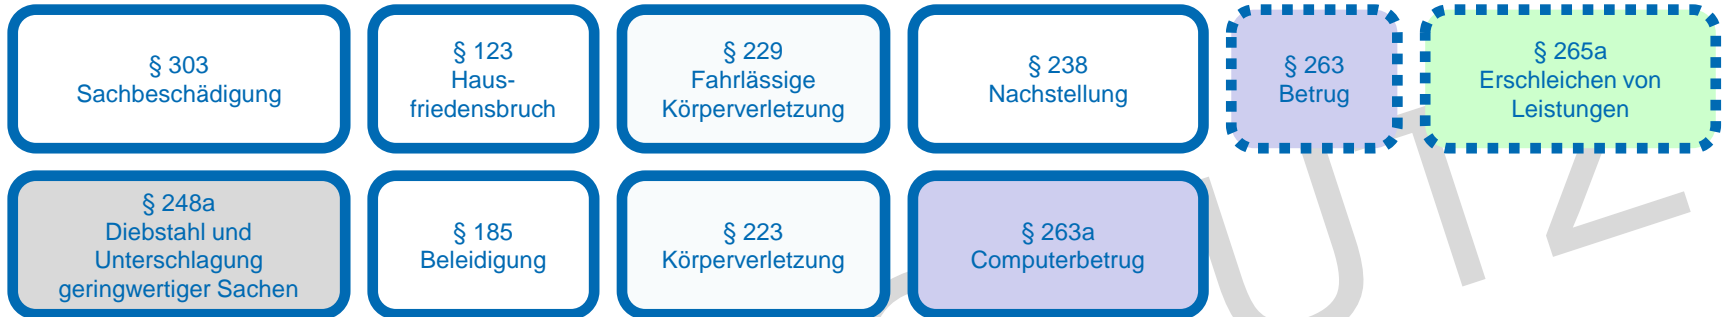 § 303
Sachbeschädigung
§ 123
Haus-
friedensbruch
§ 229
Fahrlässige
Körperverletzung
§ 238
Nachstellung
§ 263
Betrug
§ 265a
Erschleichen von
Leistungen
§ 248a
Diebstahl und
Unterschlagung
geringwertiger Sachen
§ 185
Beleidigung
§ 223
Körperverletzung
§ 263a
Computerbetrug
UTZ